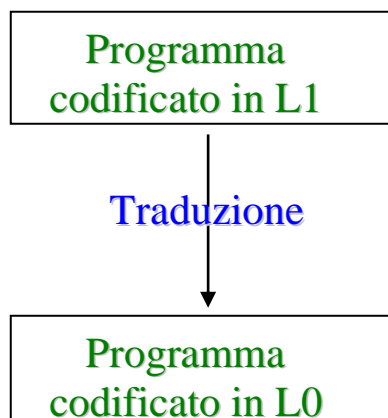 Programma
codificato in L1
Traduzione
Programma
codificato in L0